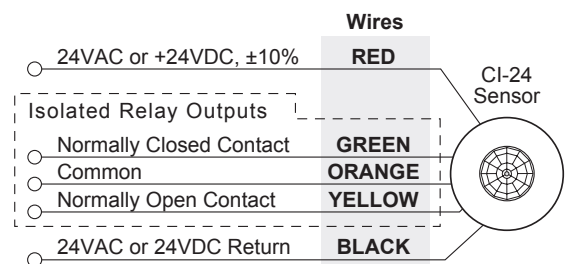 Wires
24VAC or +24VDC, ±10% RED
CI-24
Sensor
Isolated Relay Outputs
Normally Closed Contact GREEN
Common ORANGE
Normally Open Contact YELLOW
24VAC or 24VDC Return BLACK